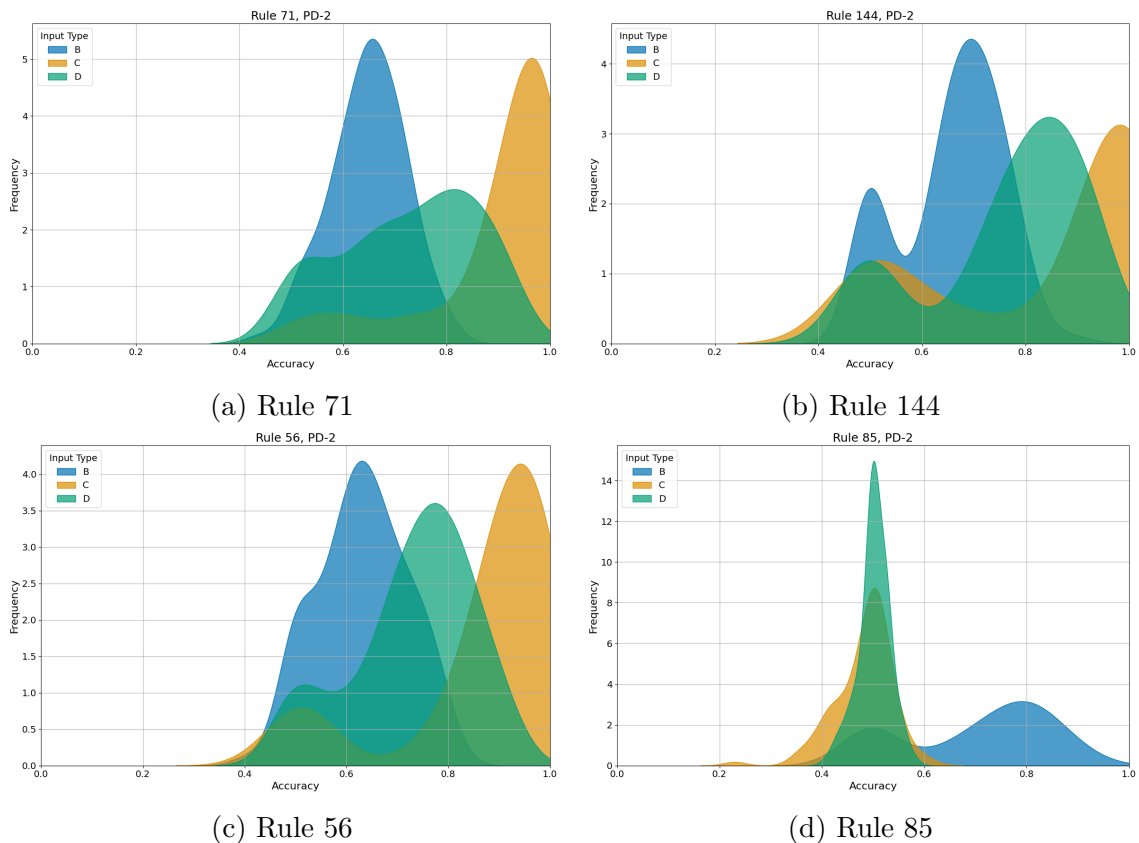 Rule 71, PD-2
Input Type
B
C
D
Frequency
5
4
3
2
1
0
0.0 0.2 0.4 0.6 0.8 1.0
Accuracy
(a) Rule 71
Rule 144, PD-2
Input Type
B
C
D
Frequency
4
3
2
1
0
0.0 0.2 0.4 0.6 0.8 1.0
Accuracy
(b) Rule 144
Rule 56, PD-2
Input Type
B
C
D
Frequency
4.0
3.5
3.0
2.5
2.0
1.5
1.0
0.5
0.0
0.0 0.2 0.4 0.6 0.8 1.0
Accuracy
(c) Rule 56
Rule 85, PD-2
Input Type
B
C
D
Frequency
14
12
10
8
6
4
2
0
0.0 0.2 0.4 0.6 0.8 1.0
Accuracy
(d) Rule 85